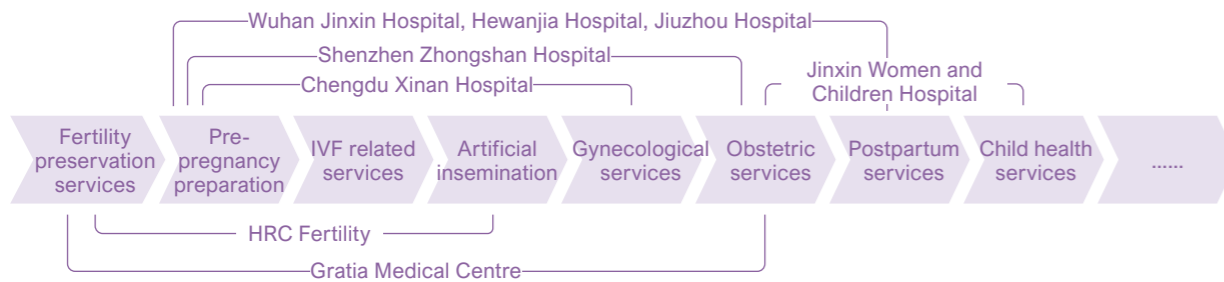 Wuhan Jinxin Hospital, Hewanjia Hospital, Jiuzhou Hospital
Shenzhen Zhongshan Hospital
Chengdu Xinan Hospital
Jinxin Women and
Children Hospital
Fertility
preservation
services
Pre-
pregnancy
preparation
IVF related
services
Artificial
insemination
Gynecological
services
Obstetric
services
Postpartum
services
Child health
services
......
HRC Fertility
Gratia Medical Centre